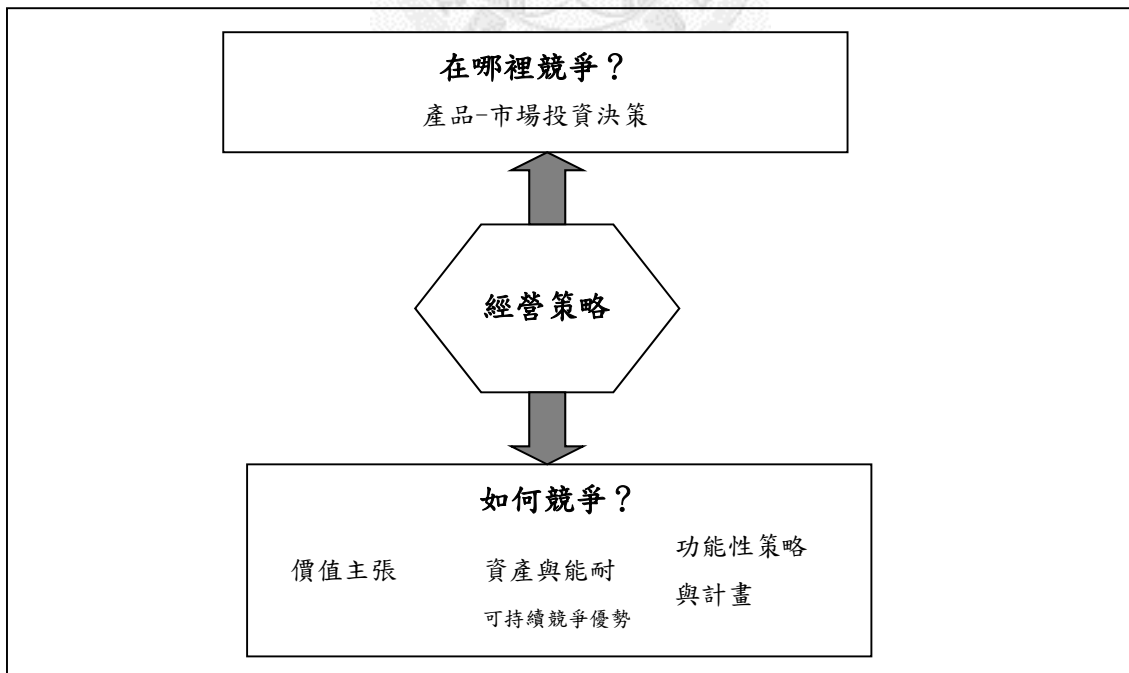 在哪裡競爭？
產品-市場投資決策
經營策略
如何競爭？
價值主張
資產與能耐
可持續競爭優勢
功能性策略
與計畫